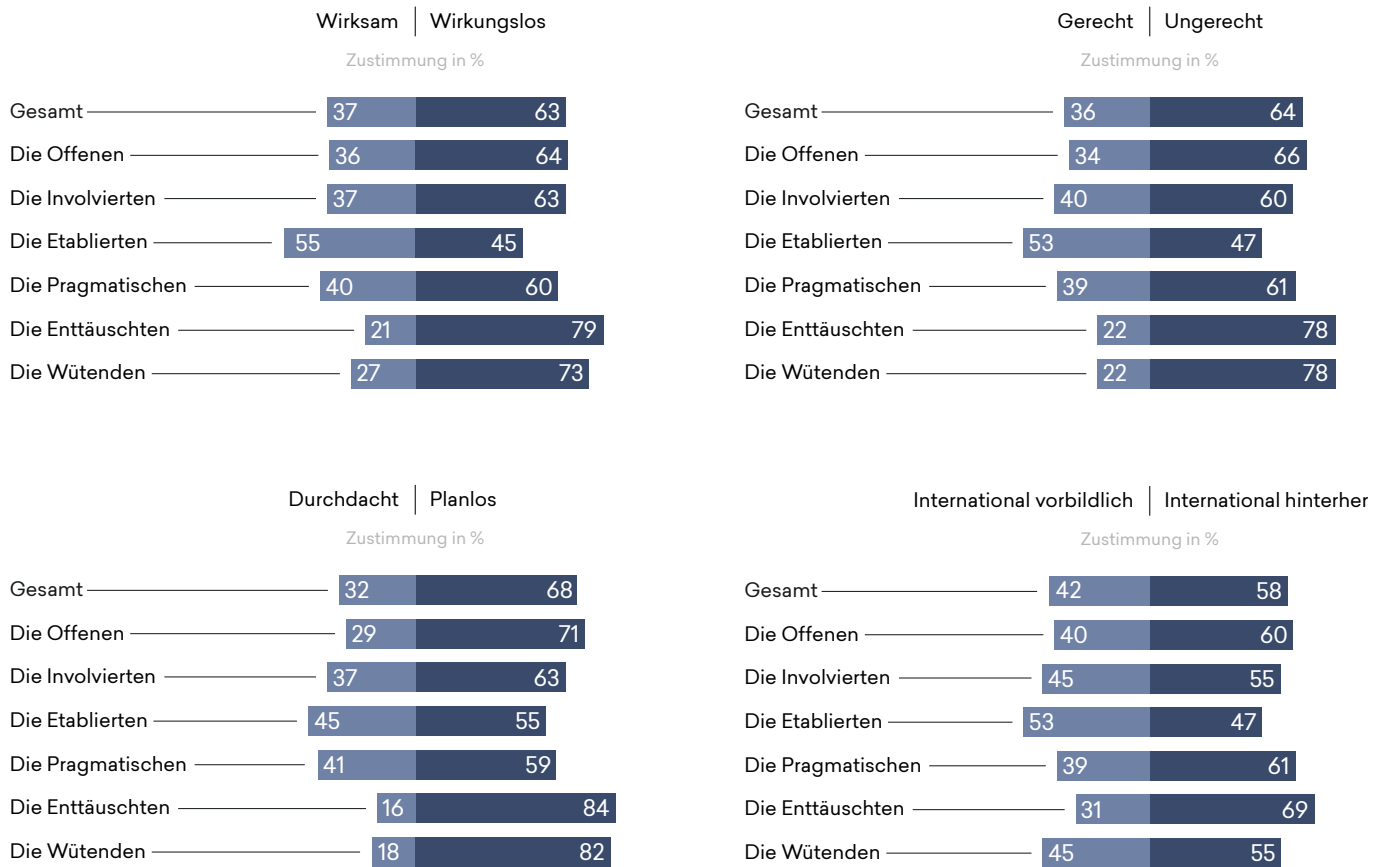 Wirksam | Wirkungslos
Zustimmung in %
Gesamt 37 63
Die Offenen 36 64
Die Involvierten 37 63
Die Etablierten 55 45
Die Pragmatischen 40 60
Die Enttäuschten 21 79
Die Wütenden 27 73
Gerecht | Ungerecht
Zustimmung in %
Gesamt 36 64
Die Offenen 34 66
Die Involvierten 40 60
Die Etablierten 53 47
Die Pragmatischen 39 61
Die Enttäuschten 22 78
Die Wütenden 22 78
Durchdacht | Planlos
Zustimmung in %
Gesamt 32 68
Die Offenen 29 71
Die Involvierten 37 63
Die Etablierten 45 55
Die Pragmatischen 41 59
Die Enttäuschten 16 84
Die Wütenden 18 82
International vorbildlich | International hinterher
Zustimmung in %
Gesamt 42 58
Die Offenen 40 60
Die Involvierten 45 55
Die Etablierten 53 47
Die Pragmatischen 39 61
Die Enttäuschten 31 69
Die Wütenden 45 55